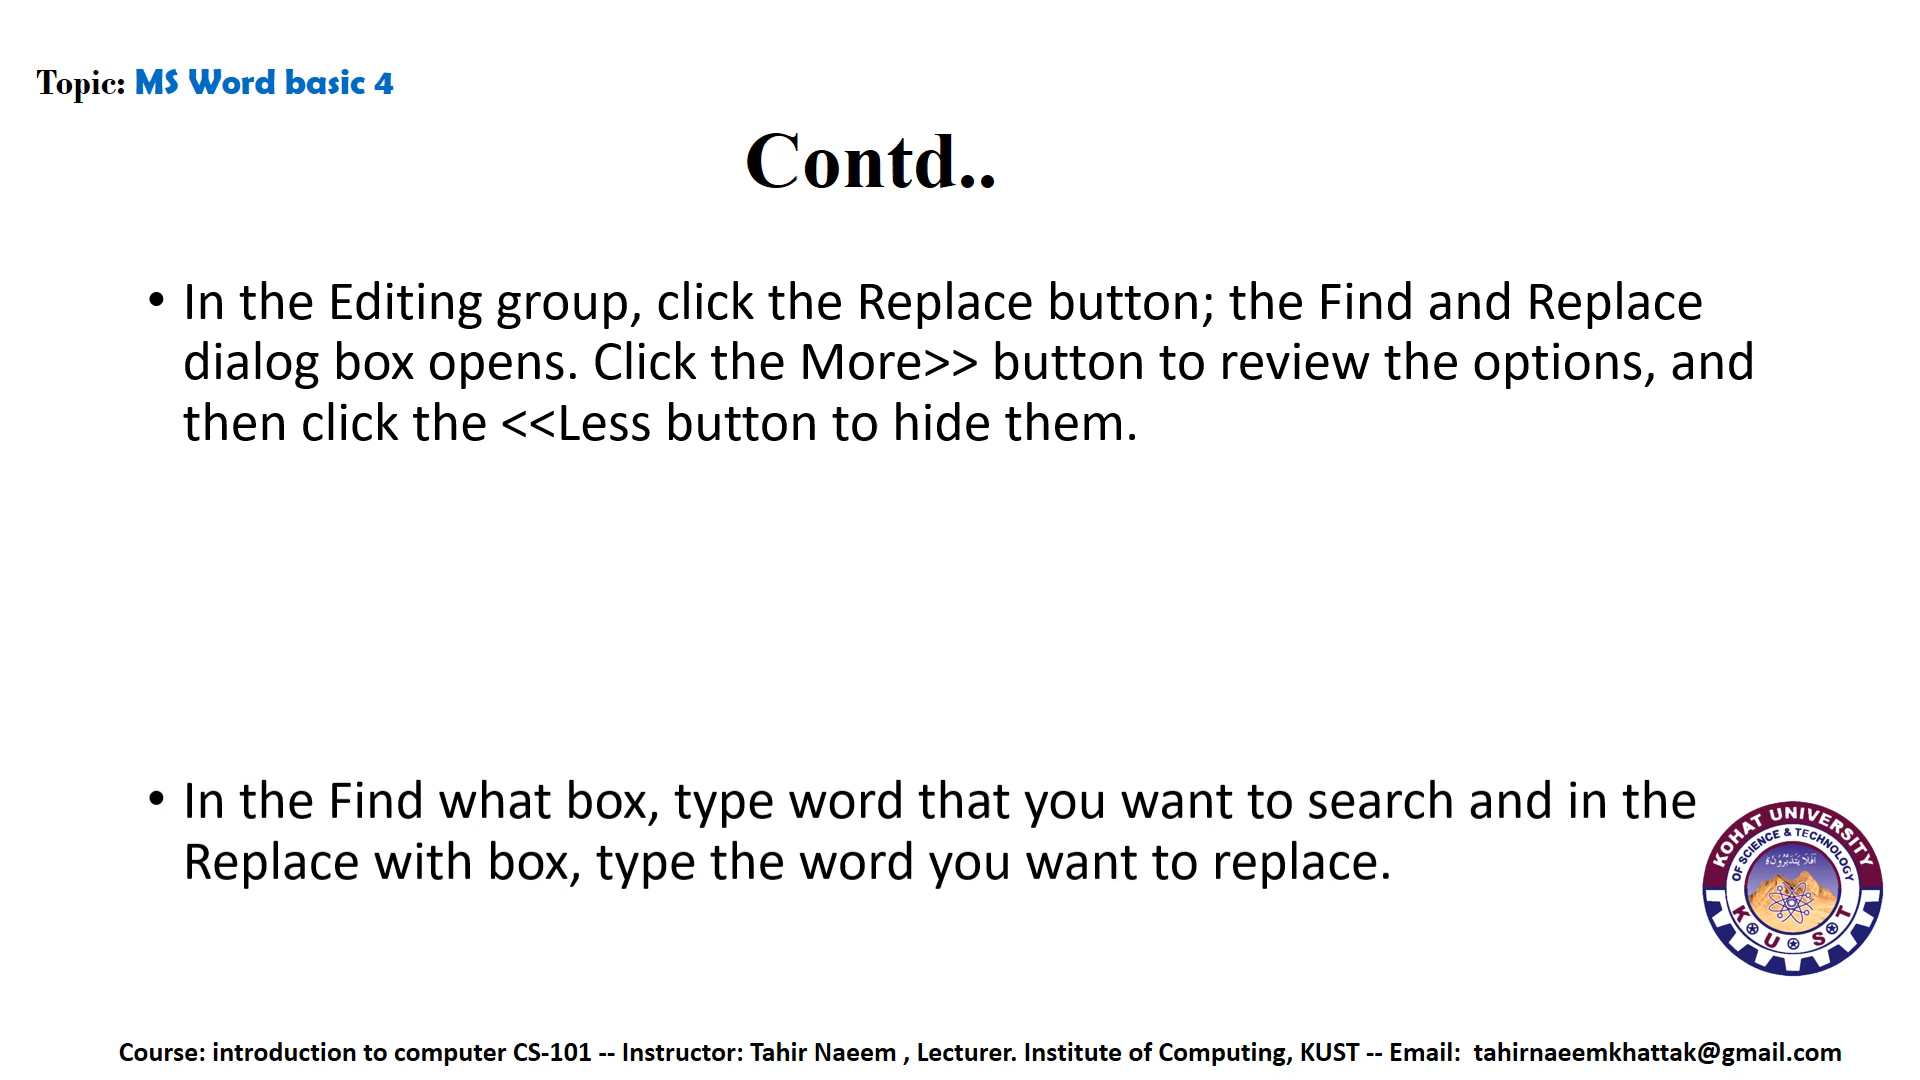 Topic: MS Word basic 4
Contd..
• In the Editing group, click the Replace button; the Find and Replace
dialog box opens. Click the More>> button to review the options, and
then click the <<Less button to hide them.
• In the Find what box, type word that you want to search and in the
Replace with box, type the word you want to replace.
KOHAT UNIVERSITY
OF SCIENCE & TECHNOLOGY
K U S T
Course: introduction to computer CS-101 -- Instructor: Tahir Naeem , Lecturer. Institute of Computing, KUST -- Email: tahirnaeemkhattak@gmail.com